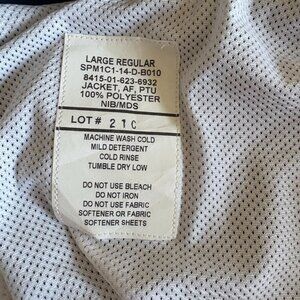 LARGE REGULAR
SPM1C1-14-D-B010
8415-01-623-6932
JACKET, AF, PTU
100% POLYESTER
NIB/MDS
LOT # 21C
MACHINE WASH COLD
MILD DETERGENT
COLD RINSE
TUMBLE DRY LOW
DO NOT USE BLEACH
DO NOT IRON
DO NOT USE FABRIC
SOFTENER OR FABRIC
SOFTENER SHEETS